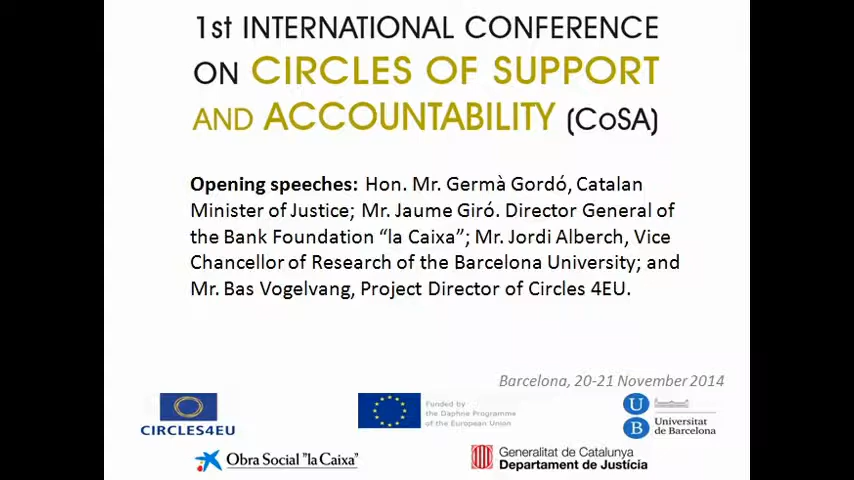 1st INTERNATIONAL CONFERENCE
ON CIRCLES OF SUPPORT
AND ACCOUNTABILITY (CoSA)
Opening speeches: Hon. Mr. Germà Gordó, Catalan
Minister of Justice; Mr. Jaume Giró. Director General of
the Bank Foundation “la Caixa”; Mr. Jordi Alberch, Vice
Chancellor of Research of the Barcelona University; and
Mr. Bas Vogelvang, Project Director of Circles 4EU.
Barcelona, 20-21 November 2014
CIRCLES4EU
Funded by
the Daphne Programme
of the European Union
U
B
Universitat
de Barcelona
Obra Social "la Caixa"
Generalitat de Catalunya
Departament de Justícia